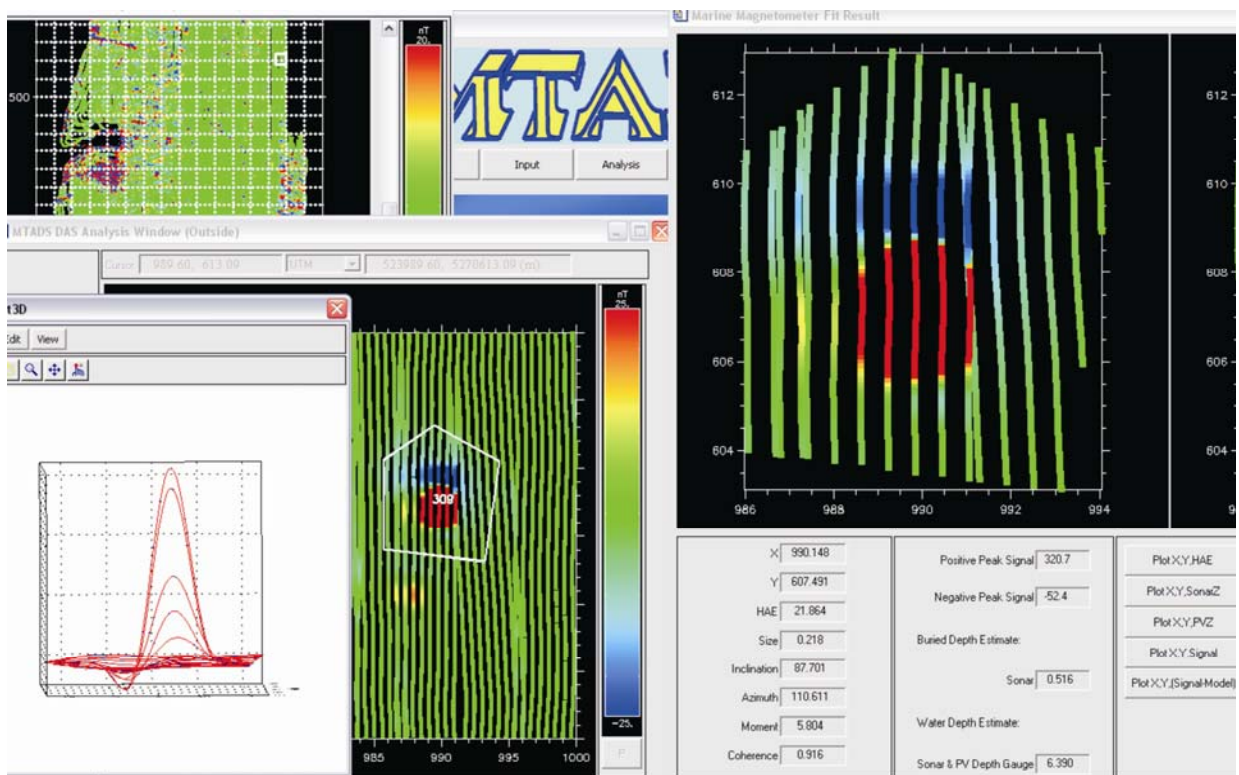 nT
20.
500
MTA
Input
Analysis
MTADS DAS Analysis Window (Outside)
Cursor 989.60, 613.09 UTM 523989.60, 5270613.09 (m)
t3D
Edit View
nT
25.
309
-25.
P
985 990 995 1000
Marine Magnetometer Fit Result
612
610
608
606
604
986 988 990 992 994
612
610
608
606
604
X 990.148
Y 607.491
HAE 21.864
Size 0.218
Inclination 87.701
Azimuth 110.611
Moment 5.804
Coherence 0.916
Positive Peak Signal 320.7
Negative Peak Signal -52.4
Buried Depth Estimate:
Sonar 0.516
Water Depth Estimate:
Sonar & PV Depth Gauge 6.390
Plot X,Y,HAE
Plot X,Y,SonarZ
Plot X,Y,PVZ
Plot X,Y,Signal
Plot X,Y,(Signal-Model)